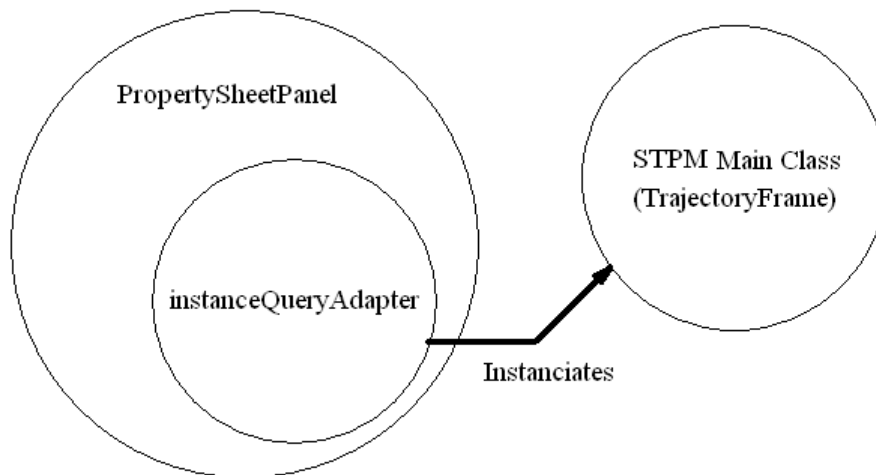 PropertySheetPanel
STPM Main Class
(TrajectoryFrame)
instanceQueryAdapter
Instanciates